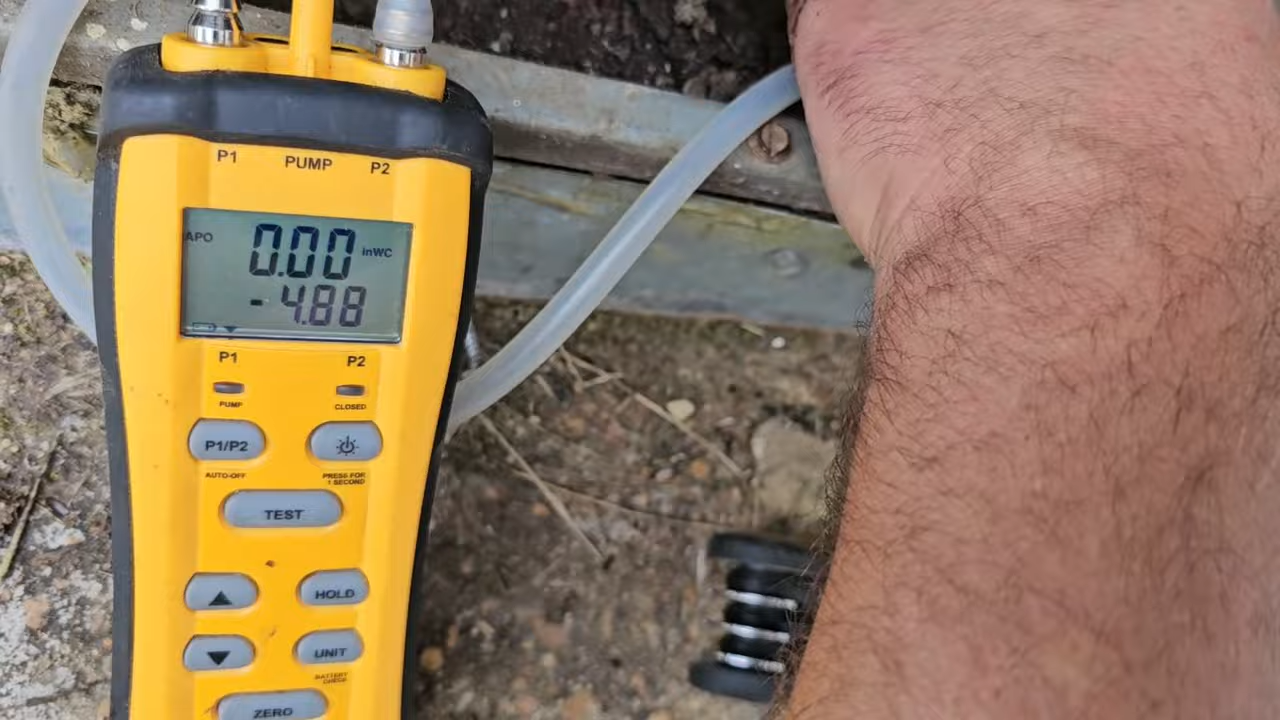 P1 PUMP P2
APO 0.00 inWC
- 4.88
P1 P2
PUMP CLOSED
P1/P2
AUTO-OFF PRESS FOR
1 SECOND
TEST
▲ HOLD
▼ UNIT
BATTERY
CHECK
ZERO